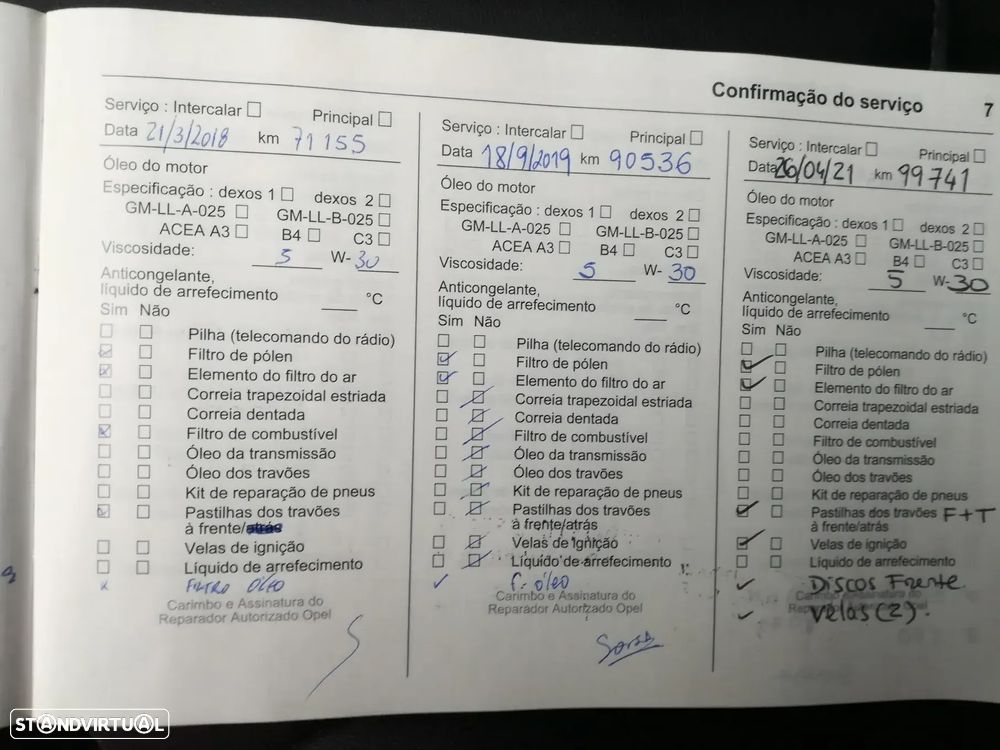 Confirmação do serviço 7
Serviço : Intercalar Principal
Data 21/3/2018 km 71 155
Óleo do motor
Especificação : dexos 1 dexos 2
GM-LL-A-025 GM-LL-B-025
ACEA A3 B4 C3
Viscosidade: 5 W- 30
Anticongelante,
líquido de arrefecimento °C
Sim Não
Pilha (telecomando do rádio)
Filtro de pólen
Elemento do filtro do ar
Correia trapezoidal estriada
Correia dentada
Filtro de combustível
Óleo da transmissão
Óleo dos travões
Kit de reparação de pneus
Pastilhas dos travões
à frente/atrás
Velas de ignição
Líquido de arrefecimento
FILTRO ÓLEO
Carimbo e Assinatura do
Reparador Autorizado Opel
Serviço : Intercalar Principal
Data 18/9/2019 km 90536
Óleo do motor
Especificação : dexos 1 dexos 2
GM-LL-A-025 GM-LL-B-025
ACEA A3 B4 C3
Viscosidade: 5 W- 30
Anticongelante,
líquido de arrefecimento °C
Sim Não
Pilha (telecomando do rádio)
Filtro de pólen
Elemento do filtro do ar
Correia trapezoidal estriada
Correia dentada
Filtro de combustível
Óleo da transmissão
Óleo dos travões
Kit de reparação de pneus
Pastilhas dos travões
à frente/atrás
Velas de ignição
Líquido de arrefecimento
F. óleo
Carimbo e Assinatura do
Reparador Autorizado Opel
Serviço : Intercalar Principal
Data 26/04/21 km 99741
Óleo do motor
Especificação : dexos 1 dexos 2
GM-LL-A-025 GM-LL-B-025
ACEA A3 B4 C3
Viscosidade: 5 W-30
Anticongelante,
líquido de arrefecimento °C
Sim Não
Pilha (telecomando do rádio)
Filtro de pólen
Elemento do filtro do ar
Correia trapezoidal estriada
Correia dentada
Filtro de combustível
Óleo da transmissão
Óleo dos travões
Kit de reparação de pneus
Pastilhas dos travões F+T
à frente/atrás
Velas de ignição
Líquido de arrefecimento
Discos Frente
Carimbo e Assinatura do
Reparador Autorizado Opel
Velas (2).
STANDVIRTUAL